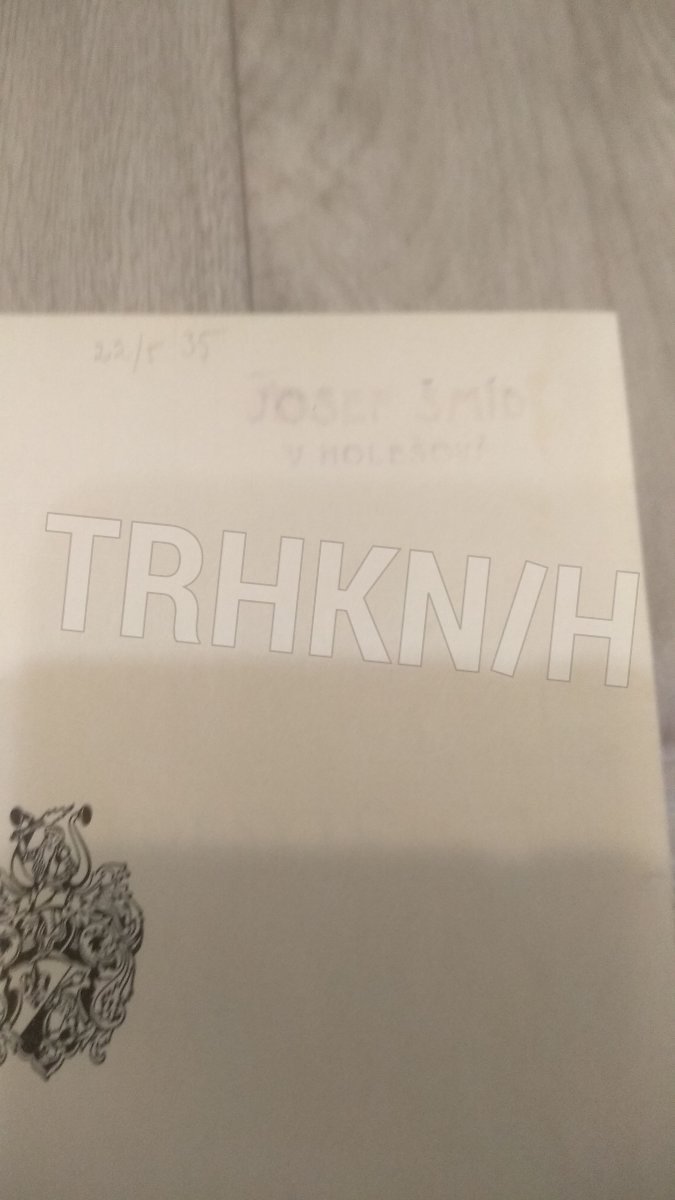 22/5 35
JOSEF ŠMÍD
V HOLEŠOVĚ
TRHKN/H